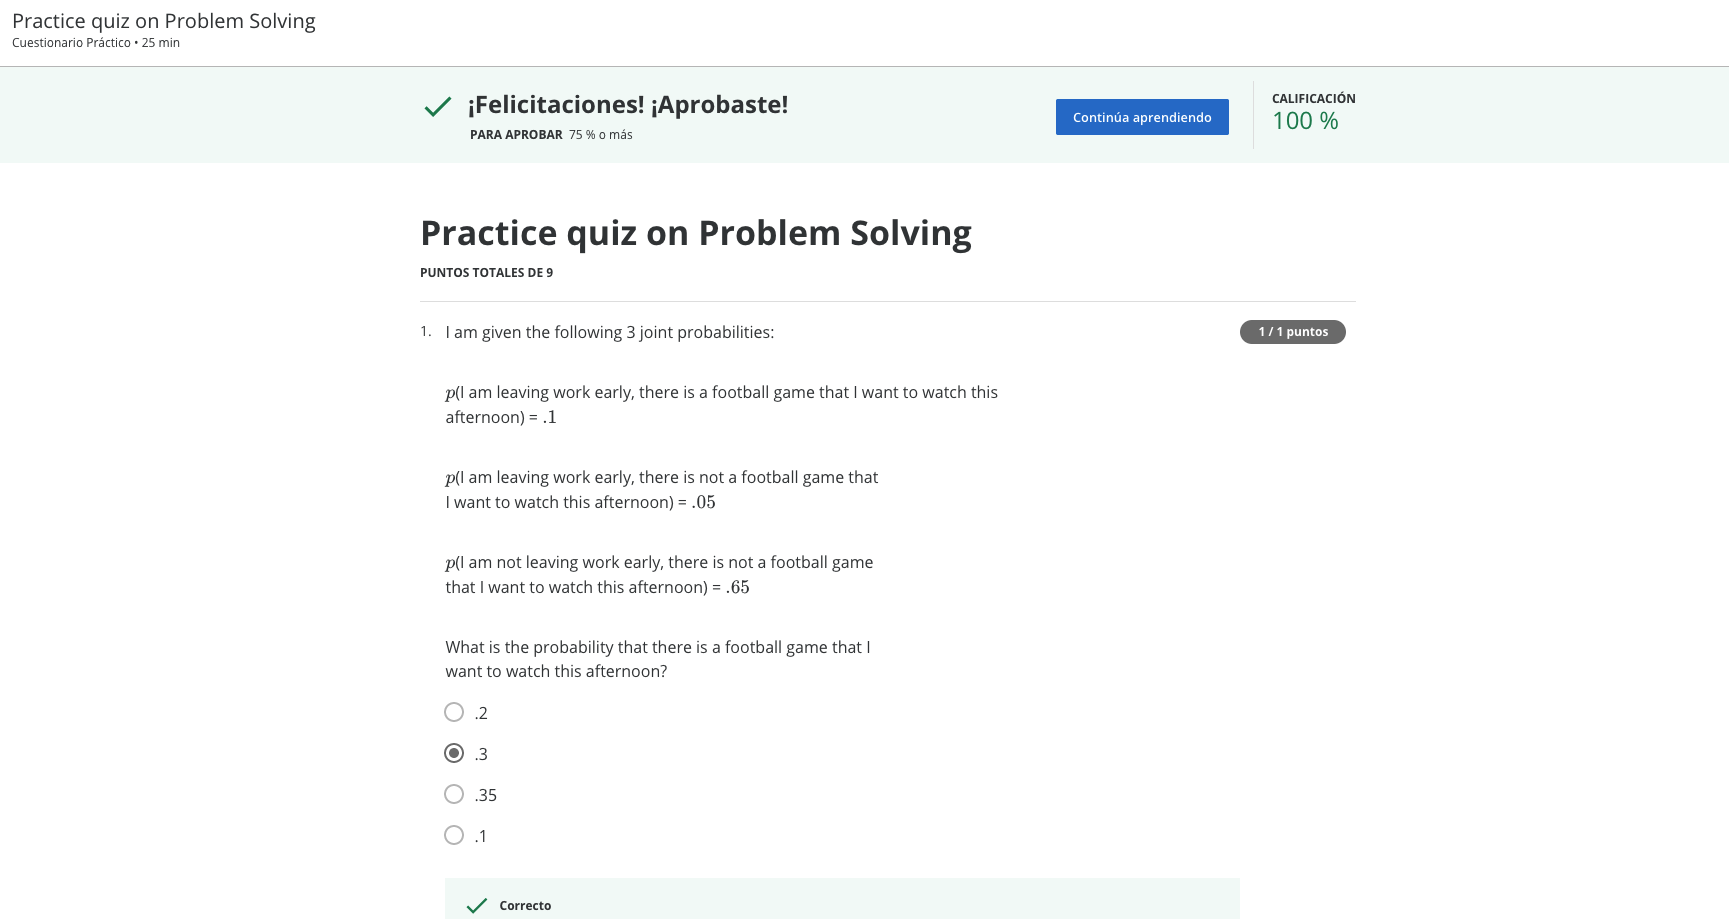 Practice quiz on Problem Solving
Cuestionario Práctico • 25 min
¡Felicitaciones! ¡Aprobaste!
PARA APROBAR 75 % o más
Continúa aprendiendo
CALIFICACIÓN
100 %
Practice quiz on Problem Solving
PUNTOS TOTALES DE 9
1. I am given the following 3 joint probabilities:
1 / 1 puntos
p(I am leaving work early, there is a football game that I want to watch this
afternoon) = .1
p(I am leaving work early, there is not a football game that
I want to watch this afternoon) = .05
p(I am not leaving work early, there is not a football game
that I want to watch this afternoon) = .65
What is the probability that there is a football game that I
want to watch this afternoon?
.2
.3
.35
.1
Correcto